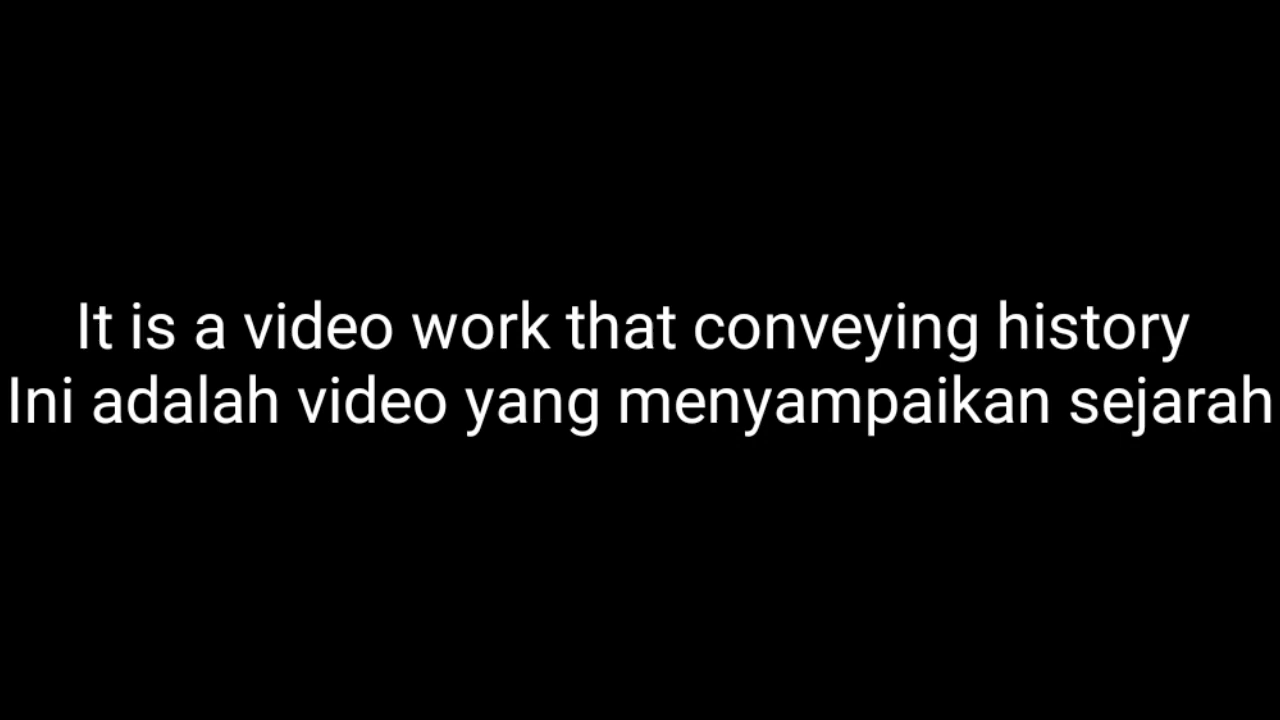 It is a video work that conveying history
Ini adalah video yang menyampaikan sejarah